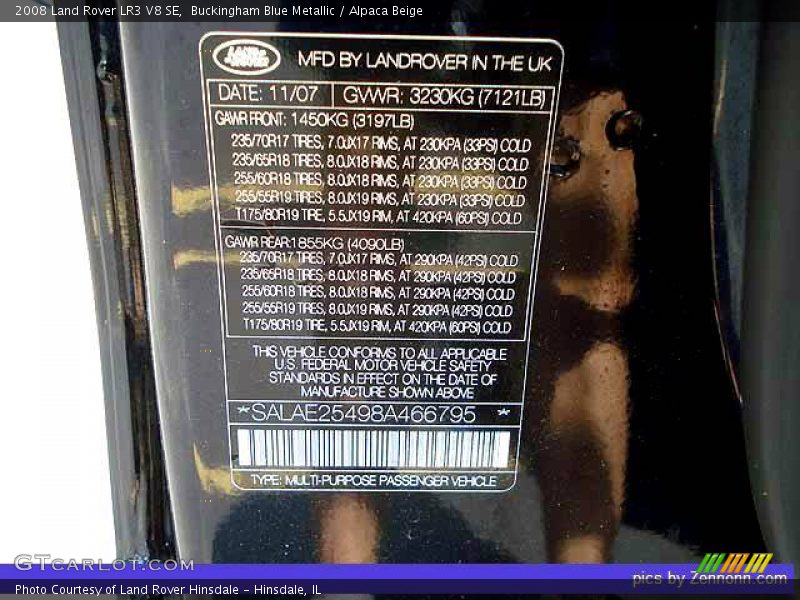 2008 Land Rover LR3 V8 SE, Buckingham Blue Metallic / Alpaca Beige
LAND ROVER
MFD BY LANDROVER IN THE UK
DATE: 11/07 GVWR: 3230KG (7121LB)
GAWR FRONT: 1450KG (3197LB)
235/70R17 TIRES, 7.0JX17 RIMS, AT 230KPA (33PSI) COLD
235/65R18 TIRES, 8.0JX18 RIMS, AT 230KPA (33PSI) COLD
255/60R18 TIRES, 8.0JX18 RIMS, AT 230KPA (33PSI) COLD
255/55R19 TIRES, 8.0JX19 RIMS, AT 230KPA (33PSI) COLD
T175/80R19 TIRE, 5.5JX19 RIM, AT 420KPA (60PSI) COLD
GAWR REAR:1855KG (4090LB)
235/70R17 TIRES, 7.0JX17 RIMS, AT 290KPA (42PSI) COLD
235/65R18 TIRES, 8.0JX18 RIMS, AT 290KPA (42PSI) COLD
255/60R18 TIRES, 8.0JX18 RIMS, AT 290KPA (42PSI) COLD
255/55R19 TIRES, 8.0JX19 RIMS, AT 290KPA (42PSI) COLD
T175/80R19 TIRE, 5.5JX19 RIM, AT 420KPA (60PSI) COLD
THIS VEHICLE CONFORMS TO ALL APPLICABLE
U.S. FEDERAL MOTOR VEHICLE SAFETY
STANDARDS IN EFFECT ON THE DATE OF
MANUFACTURE SHOWN ABOVE
*SALAE25498A466795 *
TYPE: MULTI-PURPOSE PASSENGER VEHICLE
GTcarlot.com
pics by Zennonn.com
Photo Courtesy of Land Rover Hinsdale - Hinsdale, IL